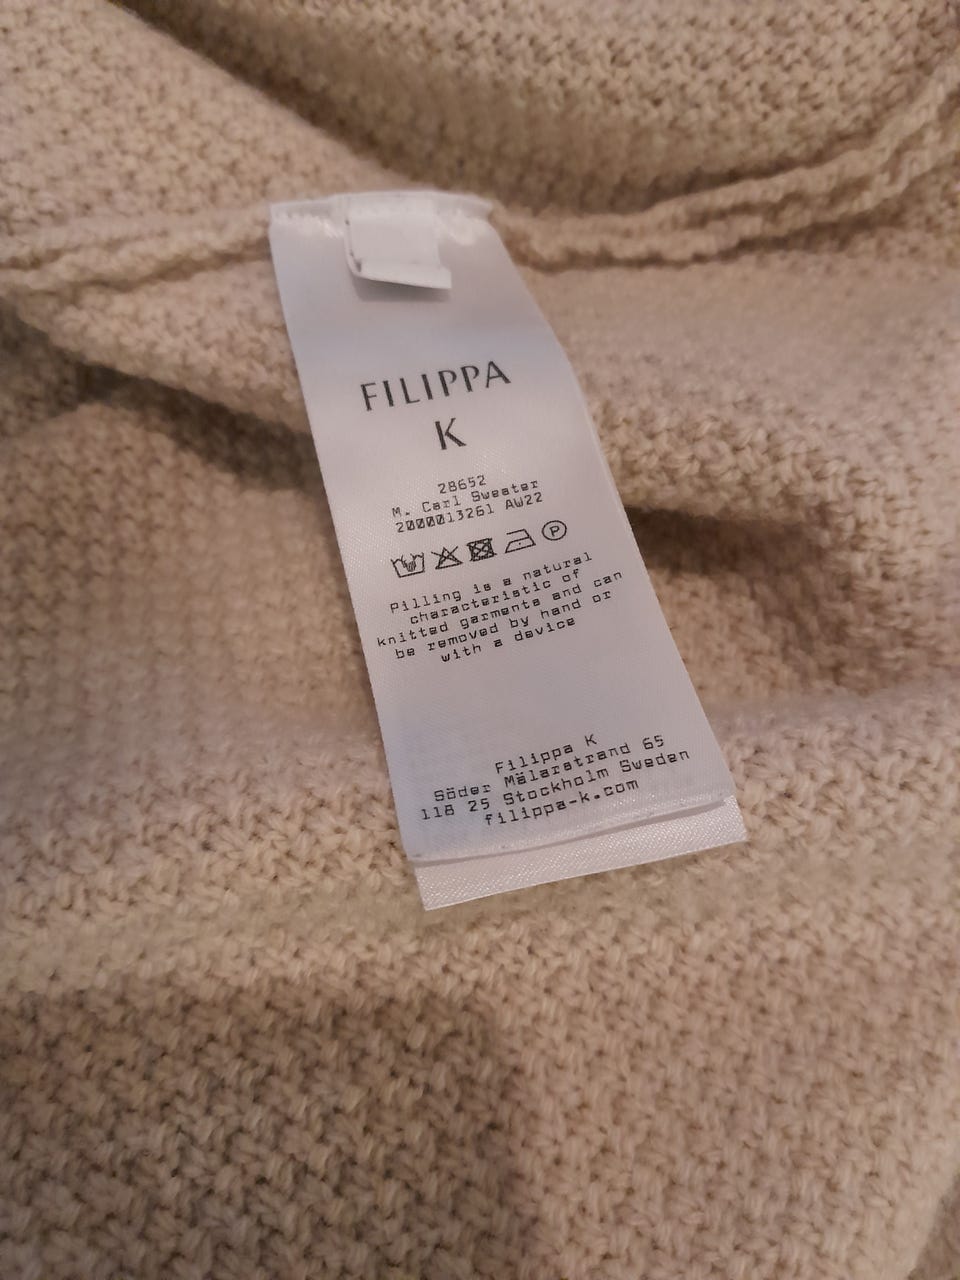 FILIPPA
K
28652
M. Carl Sweater
2000013261 AW22
P
Pilling is a natural
characteristic of
knitted garments and can
be removed by hand or
with a device
Filippa K
Söder Mälarstrand 65
118 25 Stockholm Sweden
filippa-k.com